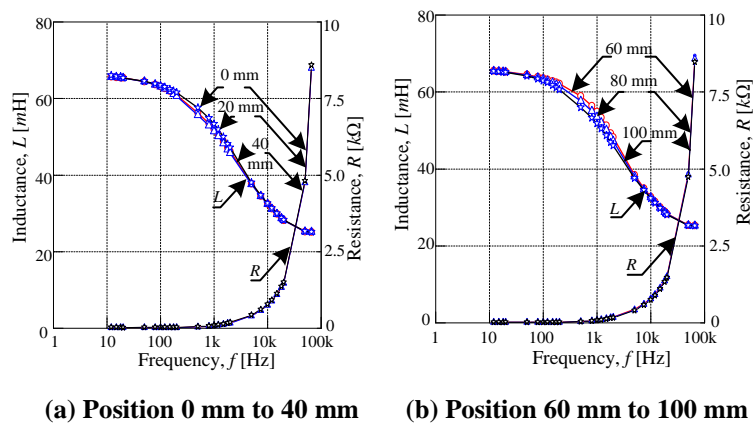 80
60
40
20
0
10
7.5
5.0
2.5
0
1
10
100
1k
10k
100k
Inductance, L [mH]
Resistance, R [kΩ]
Frequency, f [Hz]
0 mm
20 mm
40
mm
L
R
(a) Position 0 mm to 40 mm
80
60
40
20
0
10
7.5
5.0
2.5
0
1
10
100
1k
10k
100k
Inductance, L [mH]
Resistance, R [kΩ]
Frequency, f [Hz]
60 mm
80 mm
100 mm
L
R
(b) Position 60 mm to 100 mm